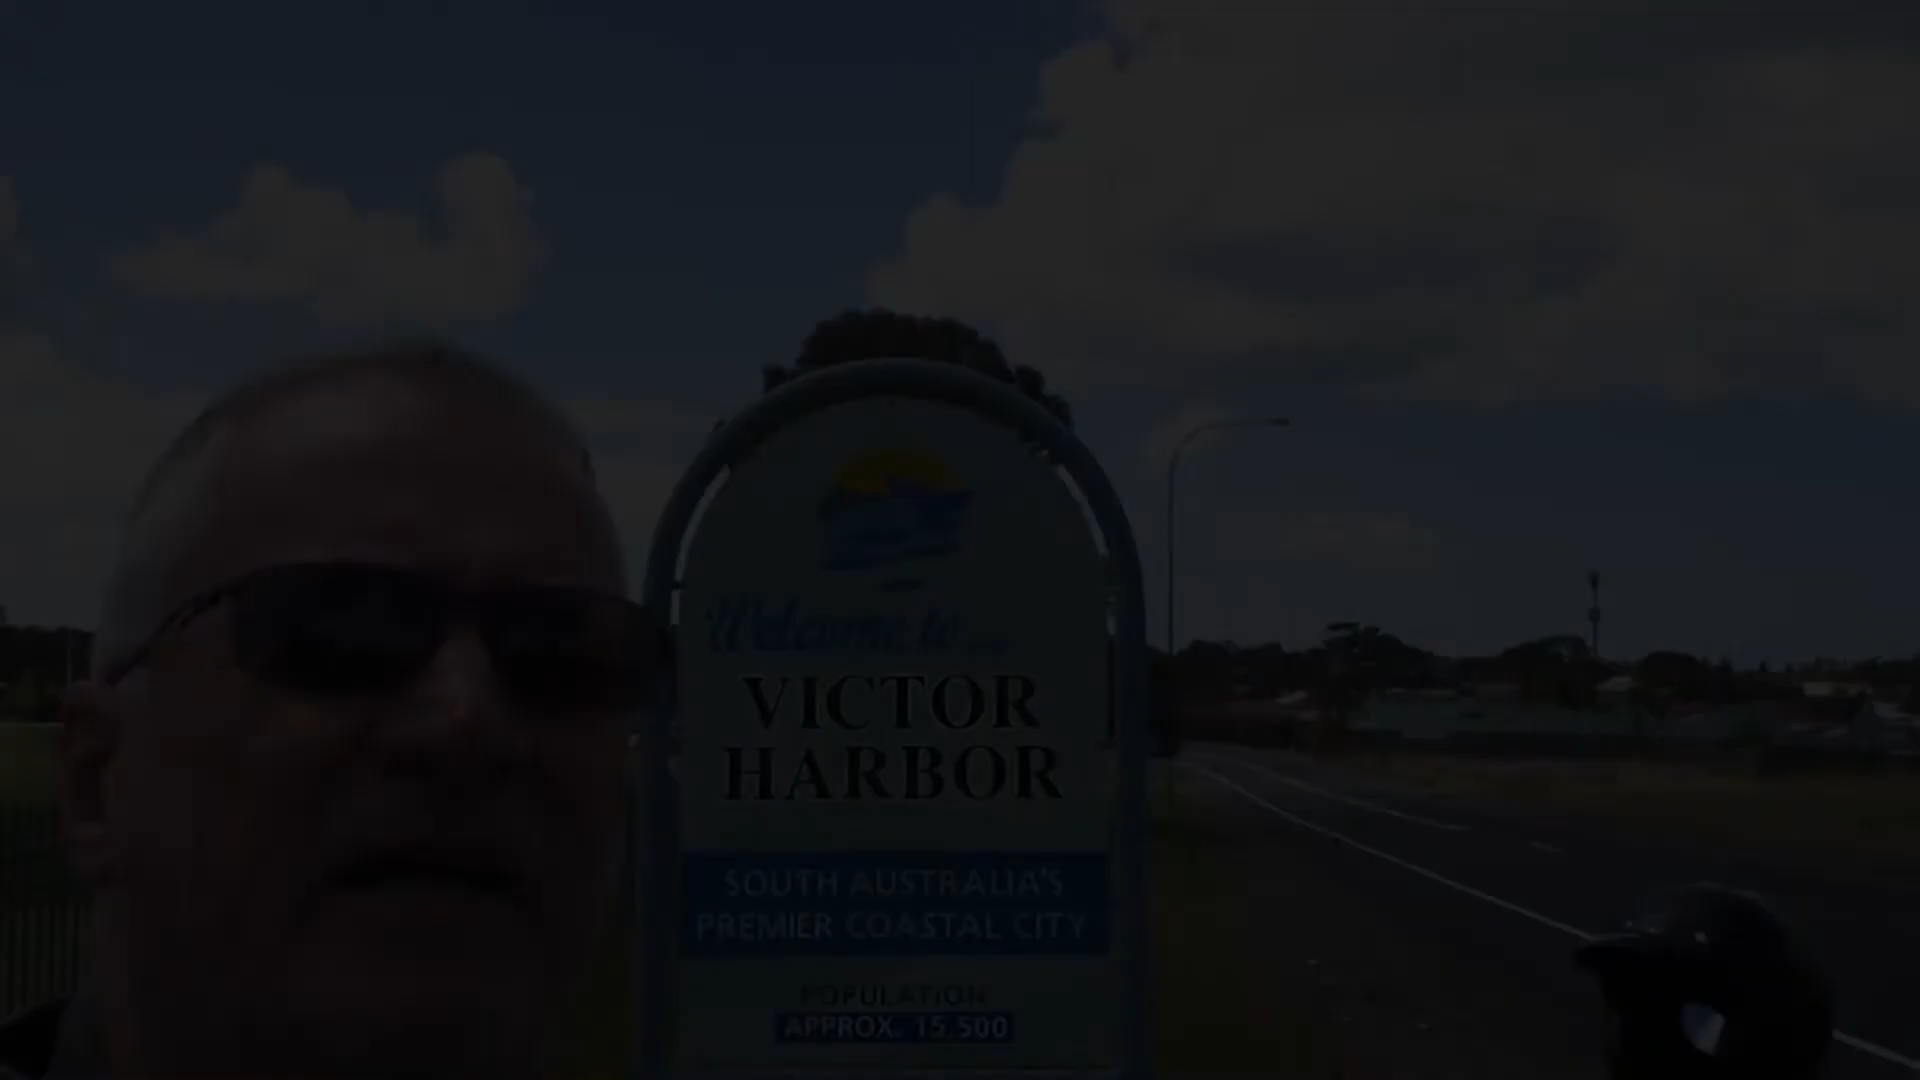 Welcome to ...
VICTOR
HARBOR
SOUTH AUSTRALIA'S
PREMIER COASTAL CITY
POPULATION
APPROX. 15 500